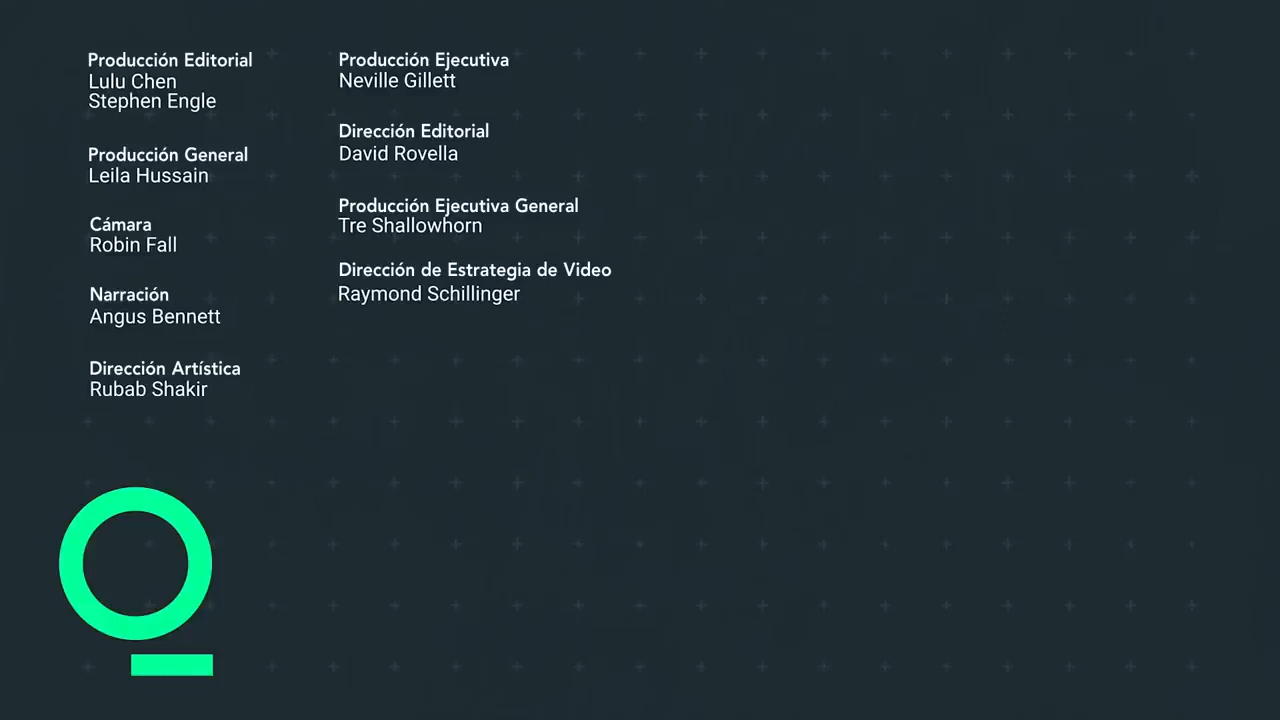 Producción Editorial
Lulu Chen
Stephen Engle
Producción General
Leila Hussain
Cámara
Robin Fall
Narración
Angus Bennett
Dirección Artística
Rubab Shakir
Producción Ejecutiva
Neville Gillett
Dirección Editorial
David Rovella
Producción Ejecutiva General
Tre Shallowhorn
Dirección de Estrategia de Video
Raymond Schillinger